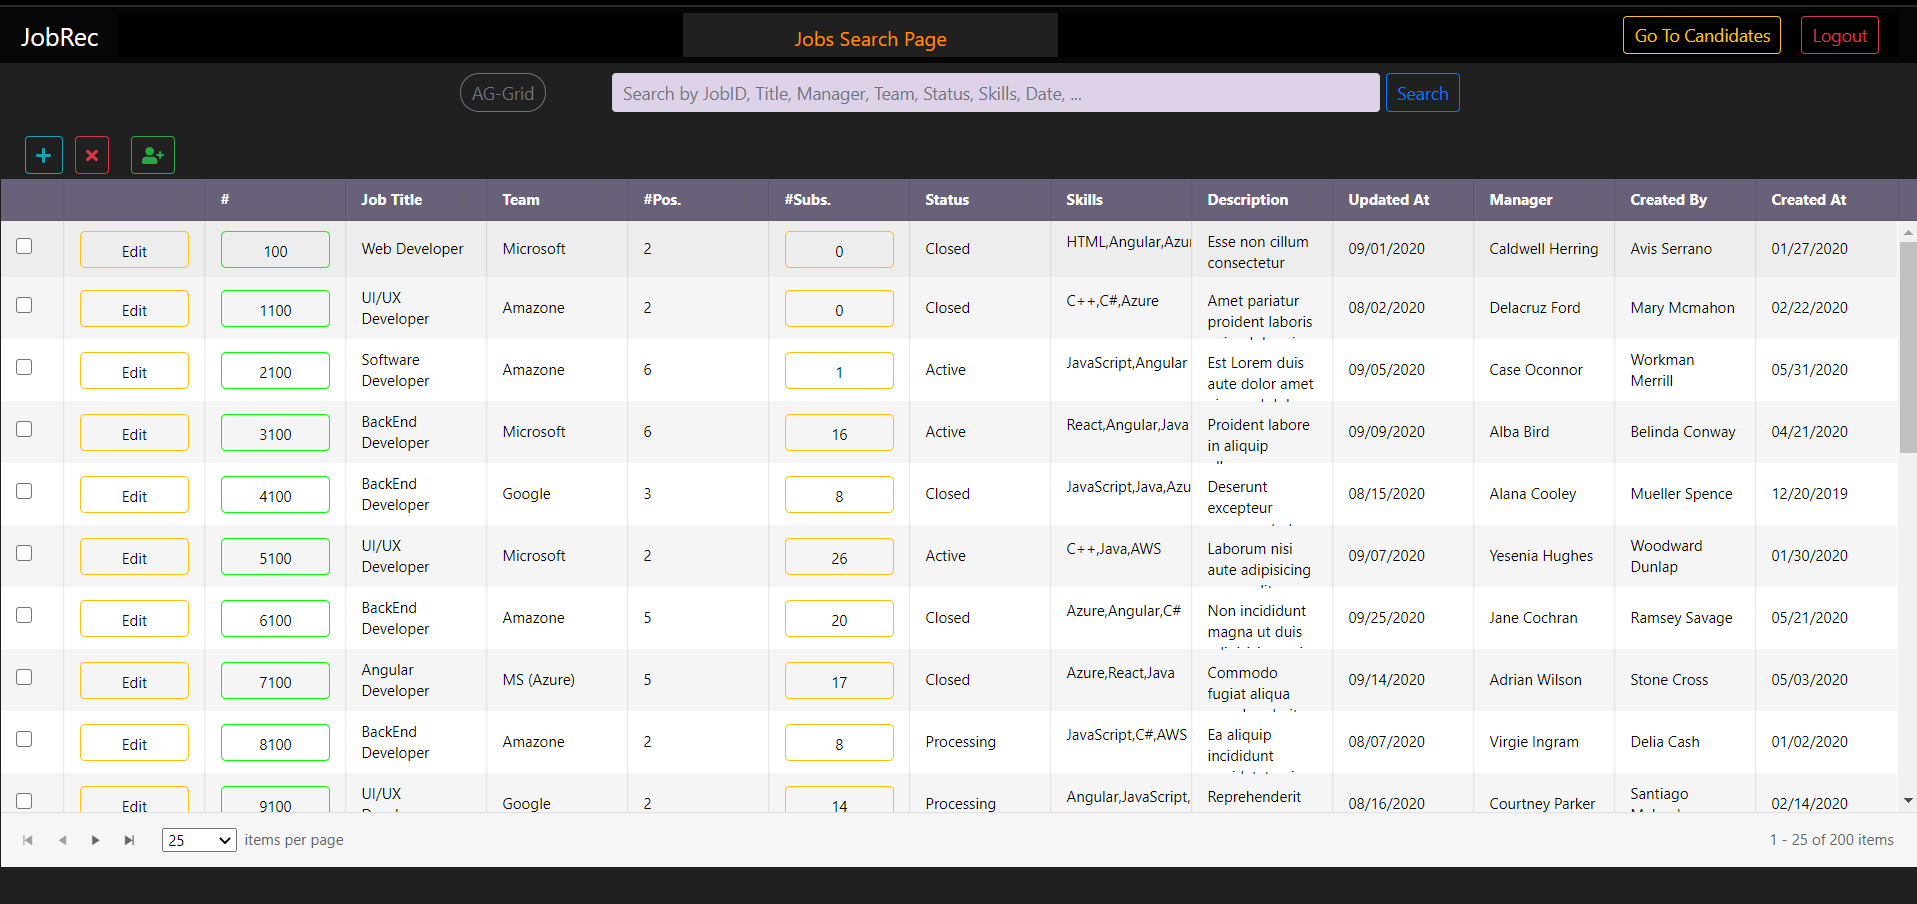 JobRec
Jobs Search Page
Go To Candidates
Logout
AG-Grid
Search by JobID, Title, Manager, Team, Status, Skills, Date, ...
Search
# Job Title Team #Pos. #Subs. Status Skills Description Updated At Manager Created By Created At
Edit 100 Web Developer Microsoft 2 0 Closed HTML,Angular,Azur Esse non cillum consectetur 09/01/2020 Caldwell Herring Avis Serrano 01/27/2020
Edit 1100 UI/UX Developer Amazone 2 0 Closed C++,C#,Azure Amet pariatur proident laboris 08/02/2020 Delacruz Ford Mary Mcmahon 02/22/2020
Edit 2100 Software Developer Amazone 6 1 Active JavaScript,Angular Est Lorem duis aute dolor amet 09/05/2020 Case Oconnor Workman Merrill 05/31/2020
Edit 3100 BackEnd Developer Microsoft 6 16 Active React,Angular,Java Proident labore in aliquip 09/09/2020 Alba Bird Belinda Conway 04/21/2020
Edit 4100 BackEnd Developer Google 3 8 Closed JavaScript,Java,Azu Deserunt excepteur 08/15/2020 Alana Cooley Mueller Spence 12/20/2019
Edit 5100 UI/UX Developer Microsoft 2 26 Active C++,Java,AWS Laborum nisi aute adipisicing 09/07/2020 Yesenia Hughes Woodward Dunlap 01/30/2020
Edit 6100 BackEnd Developer Amazone 5 20 Closed Azure,Angular,C# Non incididunt magna ut duis 09/25/2020 Jane Cochran Ramsey Savage 05/21/2020
Edit 7100 Angular Developer MS (Azure) 5 17 Closed Azure,React,Java Commodo fugiat aliqua 09/14/2020 Adrian Wilson Stone Cross 05/03/2020
Edit 8100 BackEnd Developer Amazone 2 8 Processing JavaScript,C#,AWS Ea aliquip incididunt 08/07/2020 Virgie Ingram Delia Cash 01/02/2020
Edit 9100 UI/UX Google 2 14 Processing Angular,JavaScript, Reprehenderit 08/16/2020 Courtney Parker Santiago 02/14/2020
25 items per page
1 - 25 of 200 items